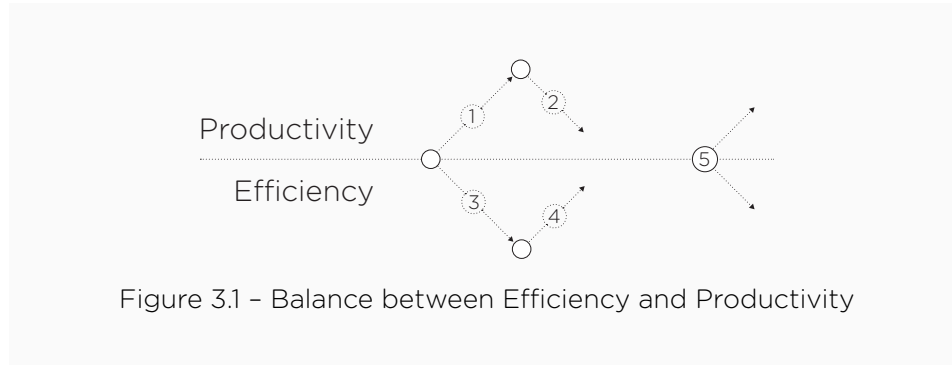 2
1
Productivity
5
Efficiency
3
4
Figure 3.1 – Balance between Efficiency and Productivity